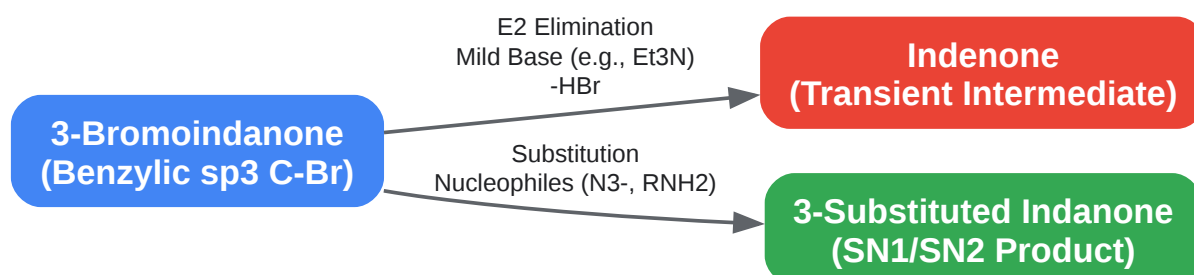 E2 Elimination
Mild Base (e.g., Et3N)
-HBr
Indenone
(Transient Intermediate)
3-Bromoindanone
(Benzylic sp3 C-Br)
Substitution
Nucleophiles (N3-, RNH2)
3-Substituted Indanone
(SN1/SN2 Product)